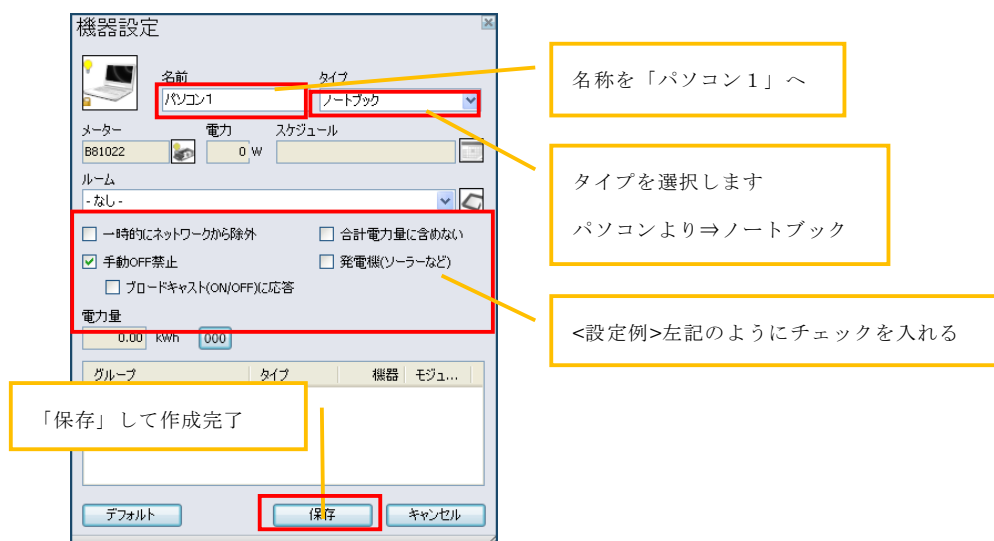 機器設定
名前
タイプ
パソコン1
ノートブック
メーター
電力
スケジュール
B81022
0 W
ルーム
- なし -
一時的にネットワークから除外
合計電力量に含めない
手動OFF禁止
発電機(ソーラーなど)
ブロードキャスト(ON/OFF)に応答
電力量
0.00 kWh
000
グループ
タイプ
機器
モジュ...
デフォルト
保存
キャンセル
名称を「パソコン１」へ
タイプを選択します
パソコンより⇒ノートブック
<設定例>左記のようにチェックを入れる
「保存」して作成完了